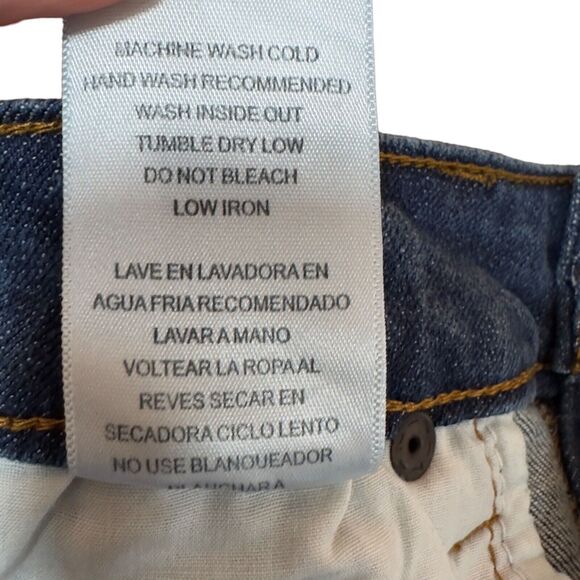 MACHINE WASH COLD
HAND WASH RECOMMENDED
WASH INSIDE OUT
TUMBLE DRY LOW
DO NOT BLEACH
LOW IRON
LAVE EN LAVADORA EN
AGUA FRIA RECOMENDADO
LAVAR A MANO
VOLTEAR LA ROPA AL
REVES SECAR EN
SECADORA CICLO LENTO
NO USE BLANQUEADOR
PLANCHAR A